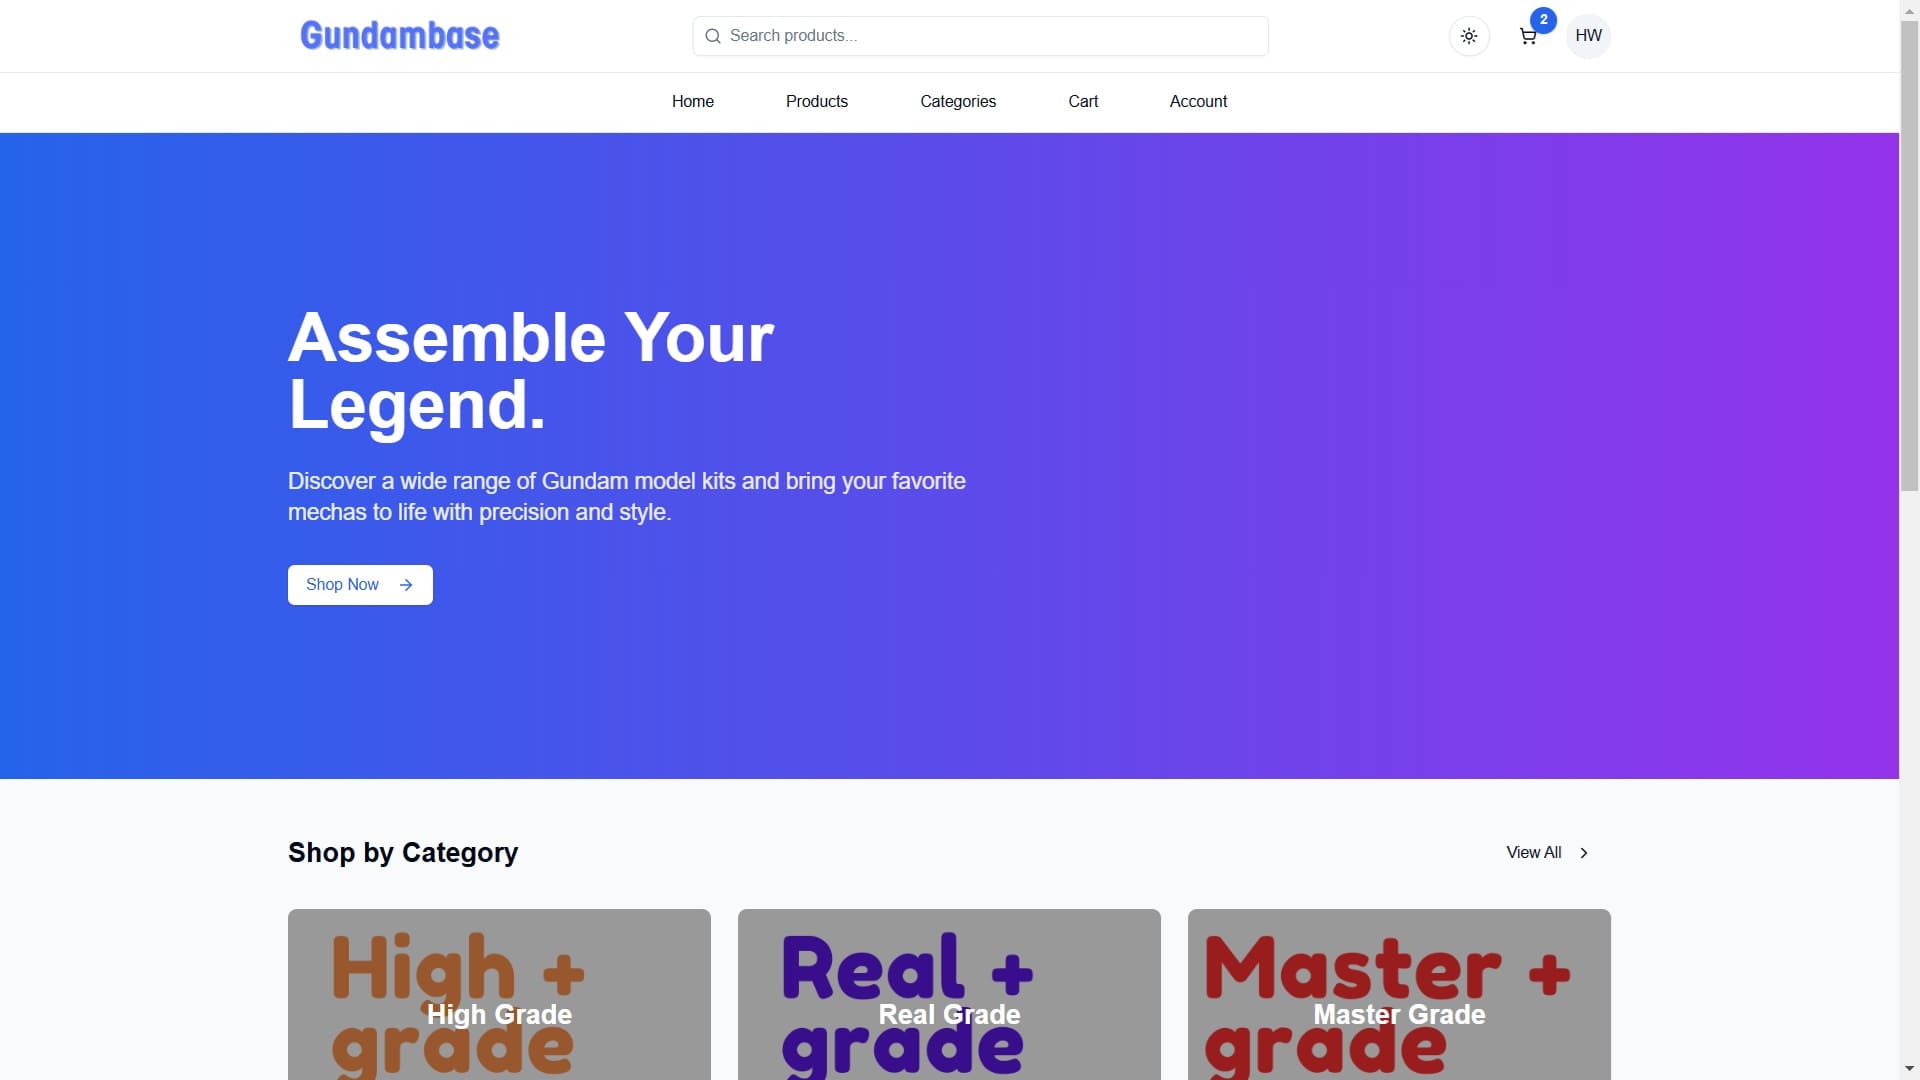 Gundambase
Search products...
2
HW
Home
Products
Categories
Cart
Account
Assemble Your
Legend.
Discover a wide range of Gundam model kits and bring your favorite
mechas to life with precision and style.
Shop Now
Shop by Category
View All
High +
grade
High Grade
Real +
grade
Real Grade
Master +
grade
Master Grade